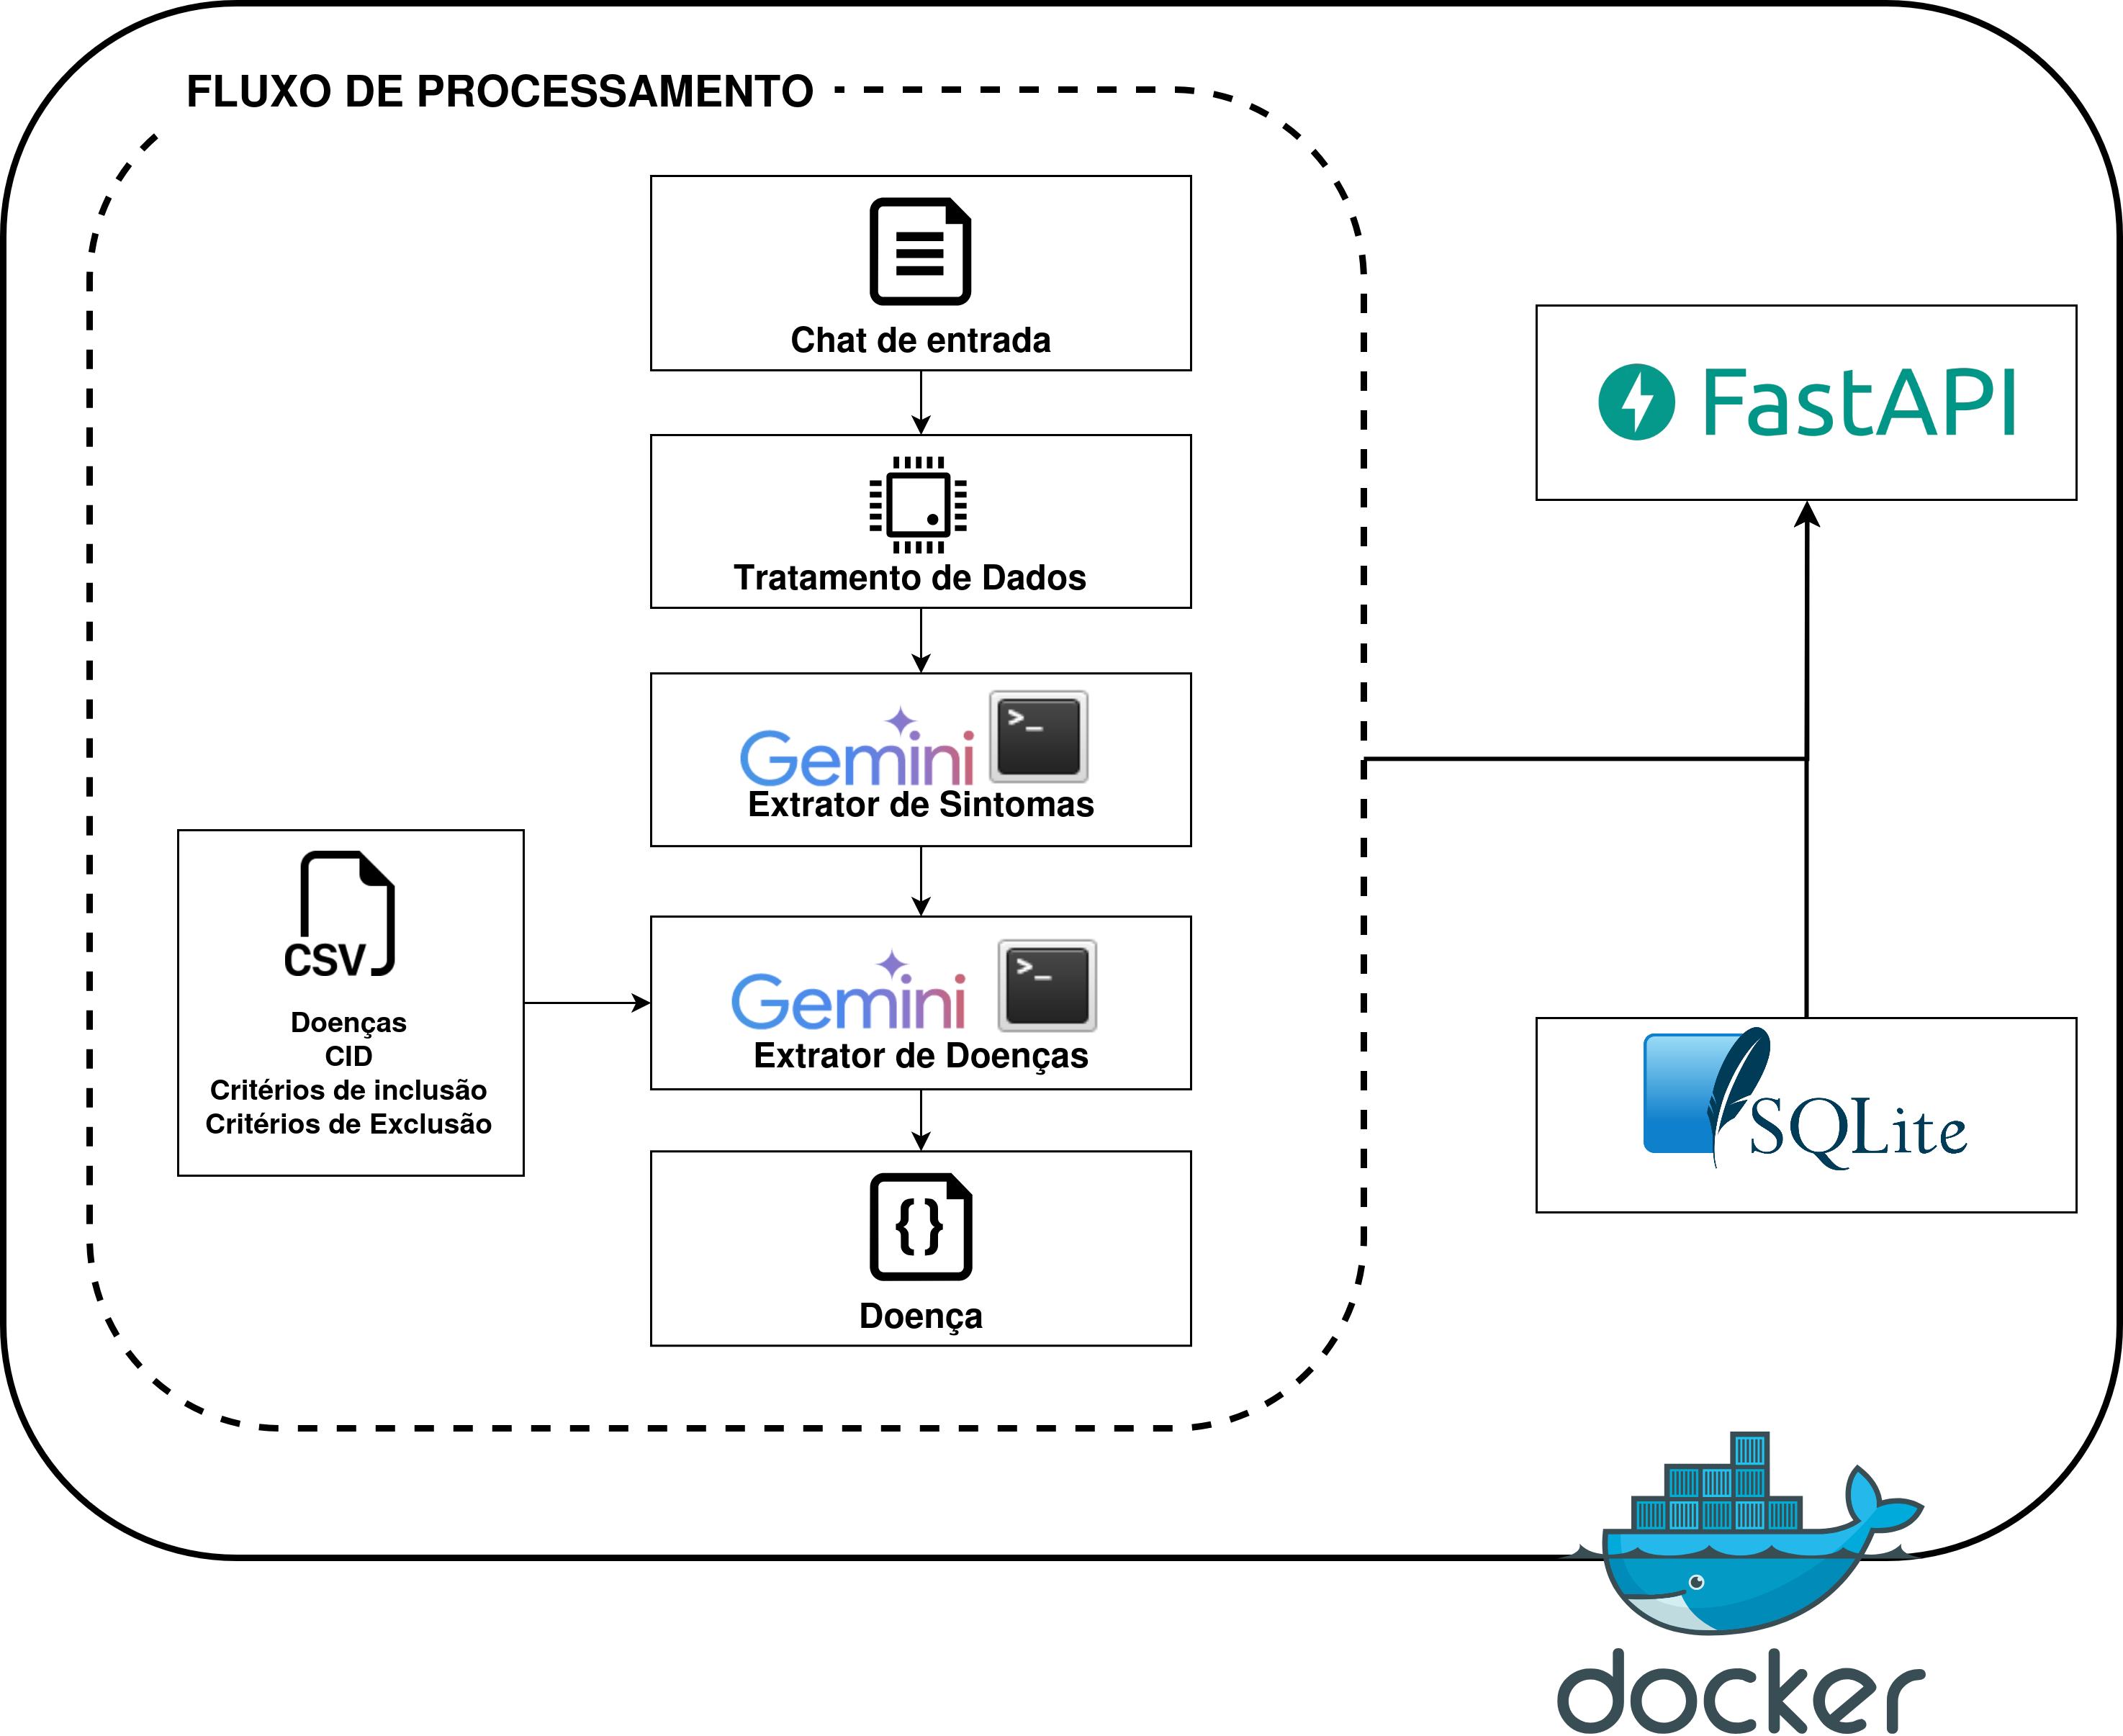 FLUXO DE PROCESSAMENTO
Chat de entrada
Tratamento de Dados
Gemini
>_
Extrator de Sintomas
CSV
Doenças
CID
Critérios de inclusão
Critérios de Exclusão
Gemini
>_
Extrator de Doenças
{}
Doença
FastAPI
SQLite
docker